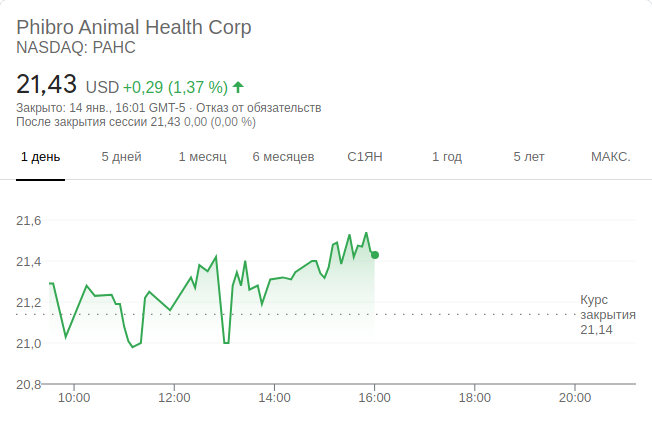 Phibro Animal Health Corp
NASDAQ: PAHC
21,43 USD +0,29 (1,37 %)
Закрыто: 14 янв., 16:01 GMT-5 · Отказ от обязательств
После закрытия сессии 21,43 0,00 (0,00 %)
1 день 5 дней 1 месяц 6 месяцев С1ЯН 1 год 5 лет МАКС.
21,6
21,4
21,2
21,0
20,8
Курс
закрытия
21,14
10:00 12:00 14:00 16:00 18:00 20:00